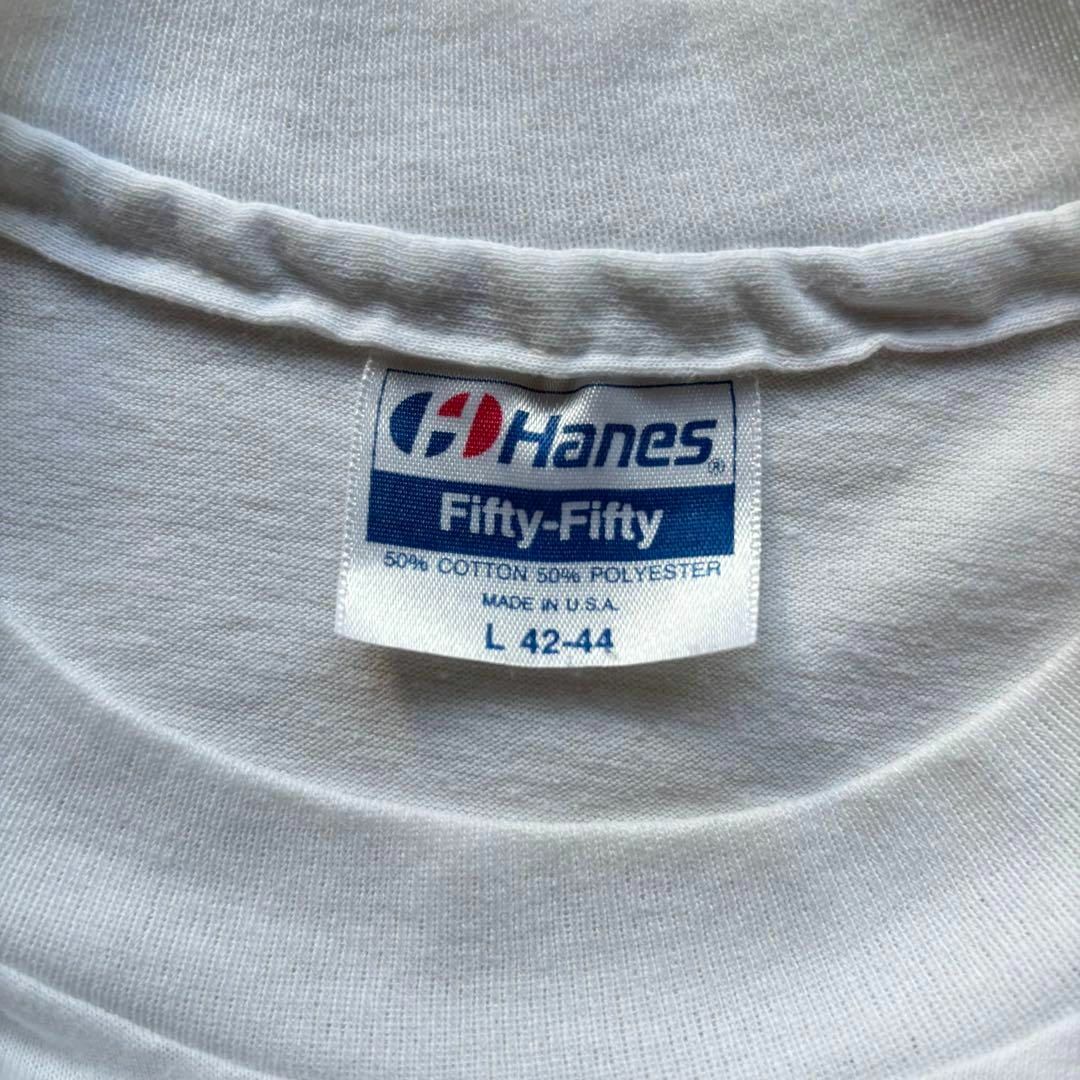 Hanes®
Fifty-Fifty
50% COTTON 50% POLYESTER
MADE IN U.S.A.
L 42-44